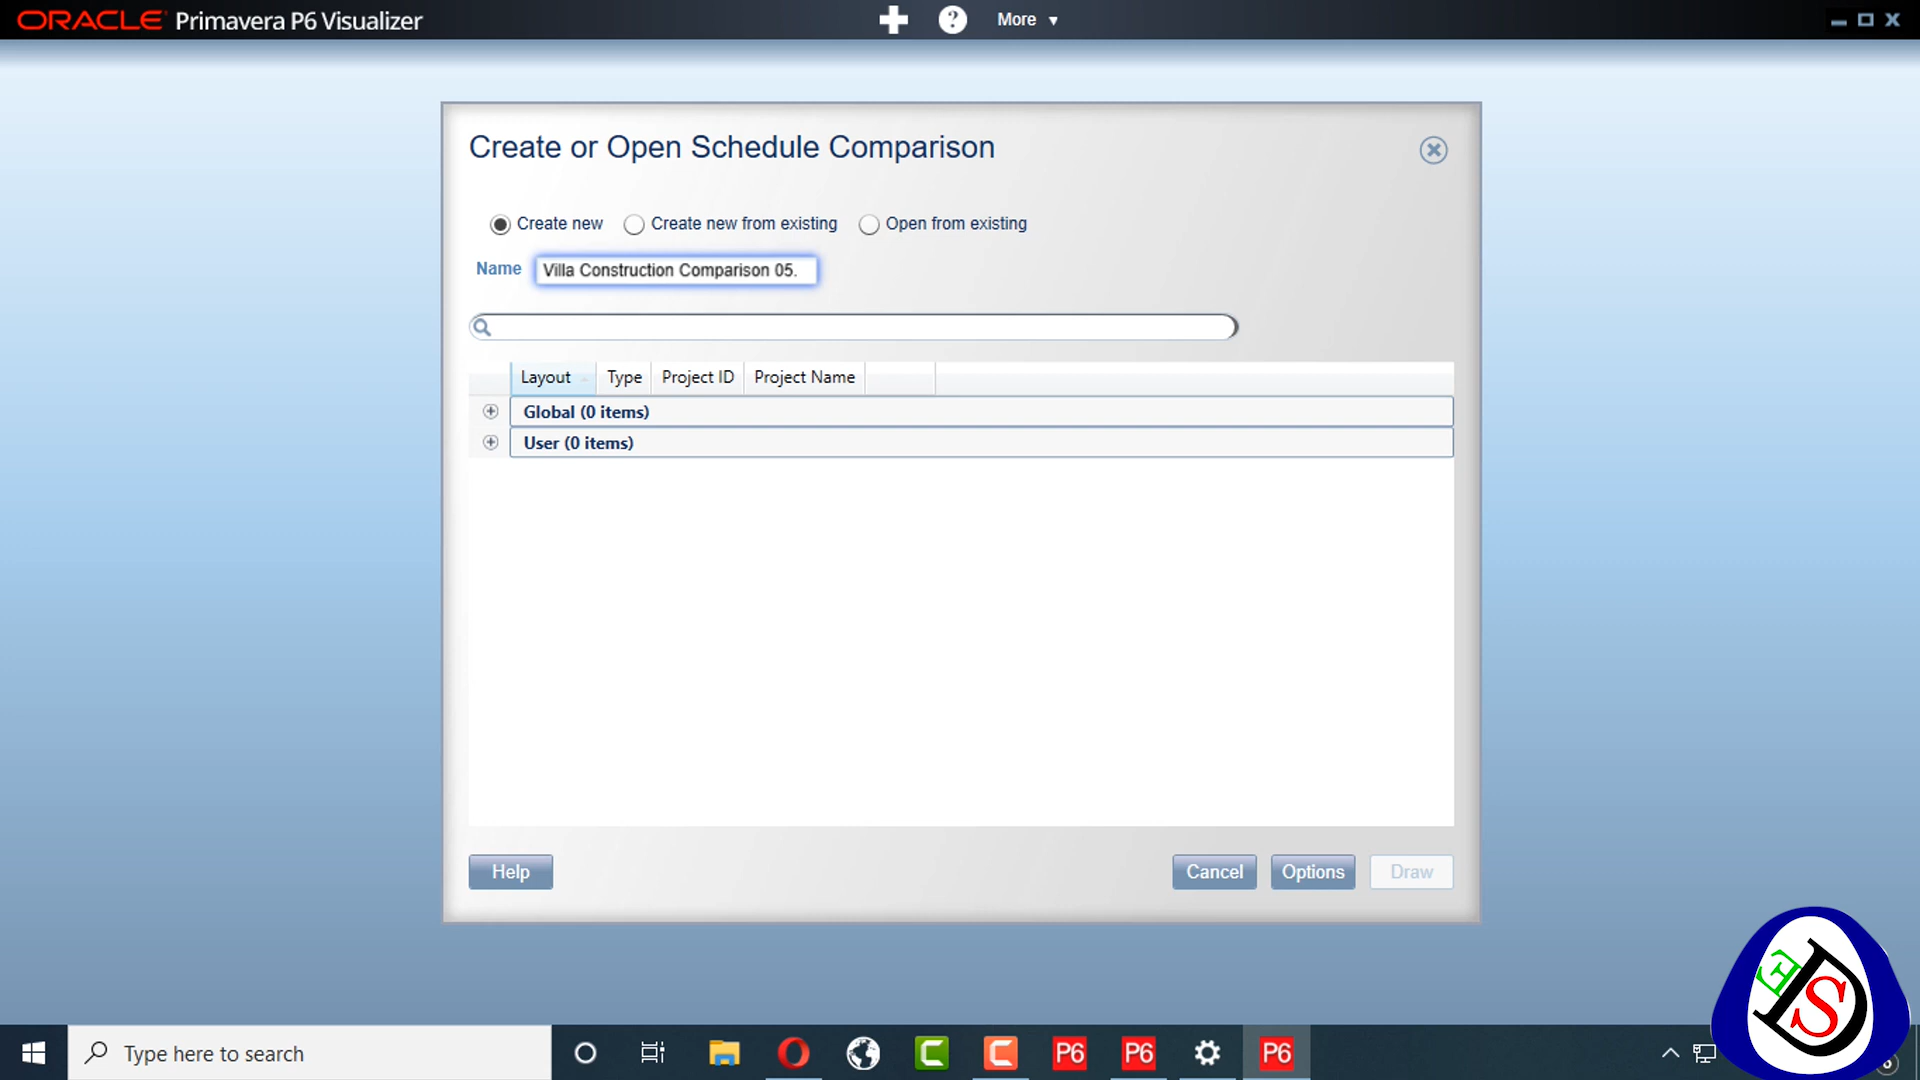 ORACLE Primavera P6 Visualizer
More
Create or Open Schedule Comparison
Create new
Create new from existing
Open from existing
Name
Villa Construction Comparison 05.
Layout
Type
Project ID
Project Name
Global (0 items)
User (0 items)
Help
Cancel
Options
Draw
E D S
Type here to search
P6
P6
P6